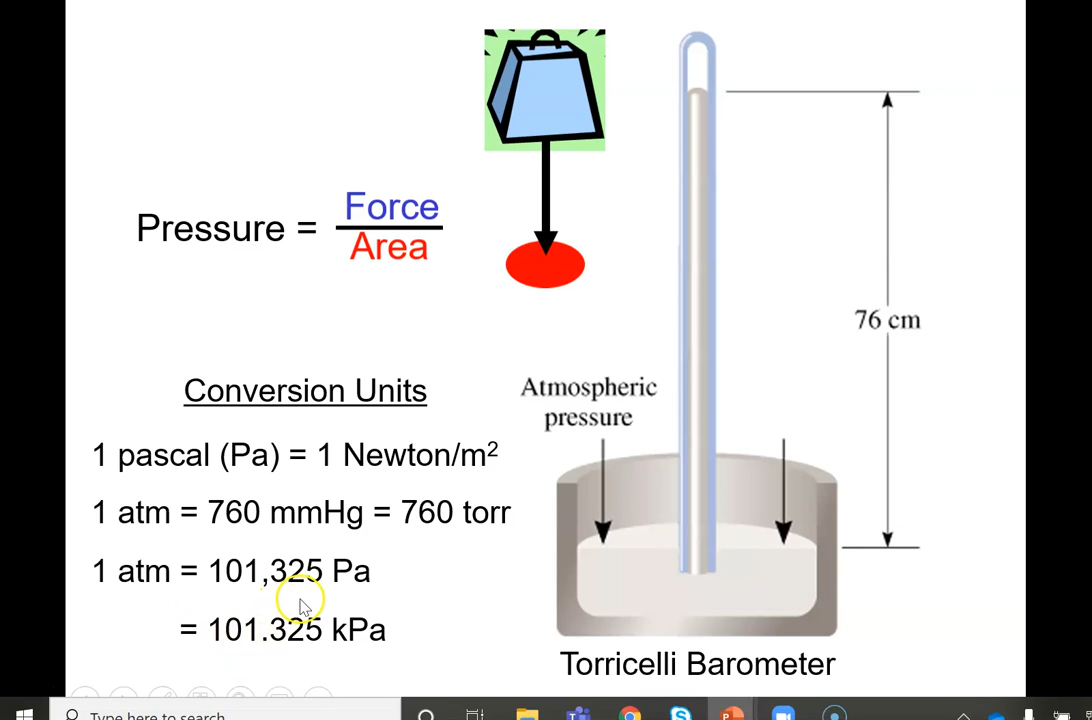 Pressure = Force
Area
76 cm
Atmospheric
pressure
Conversion Units
1 pascal (Pa) = 1 Newton/m²
1 atm = 760 mmHg = 760 torr
1 atm = 101,325 Pa
= 101.325 kPa
Torricelli Barometer
Type here to search